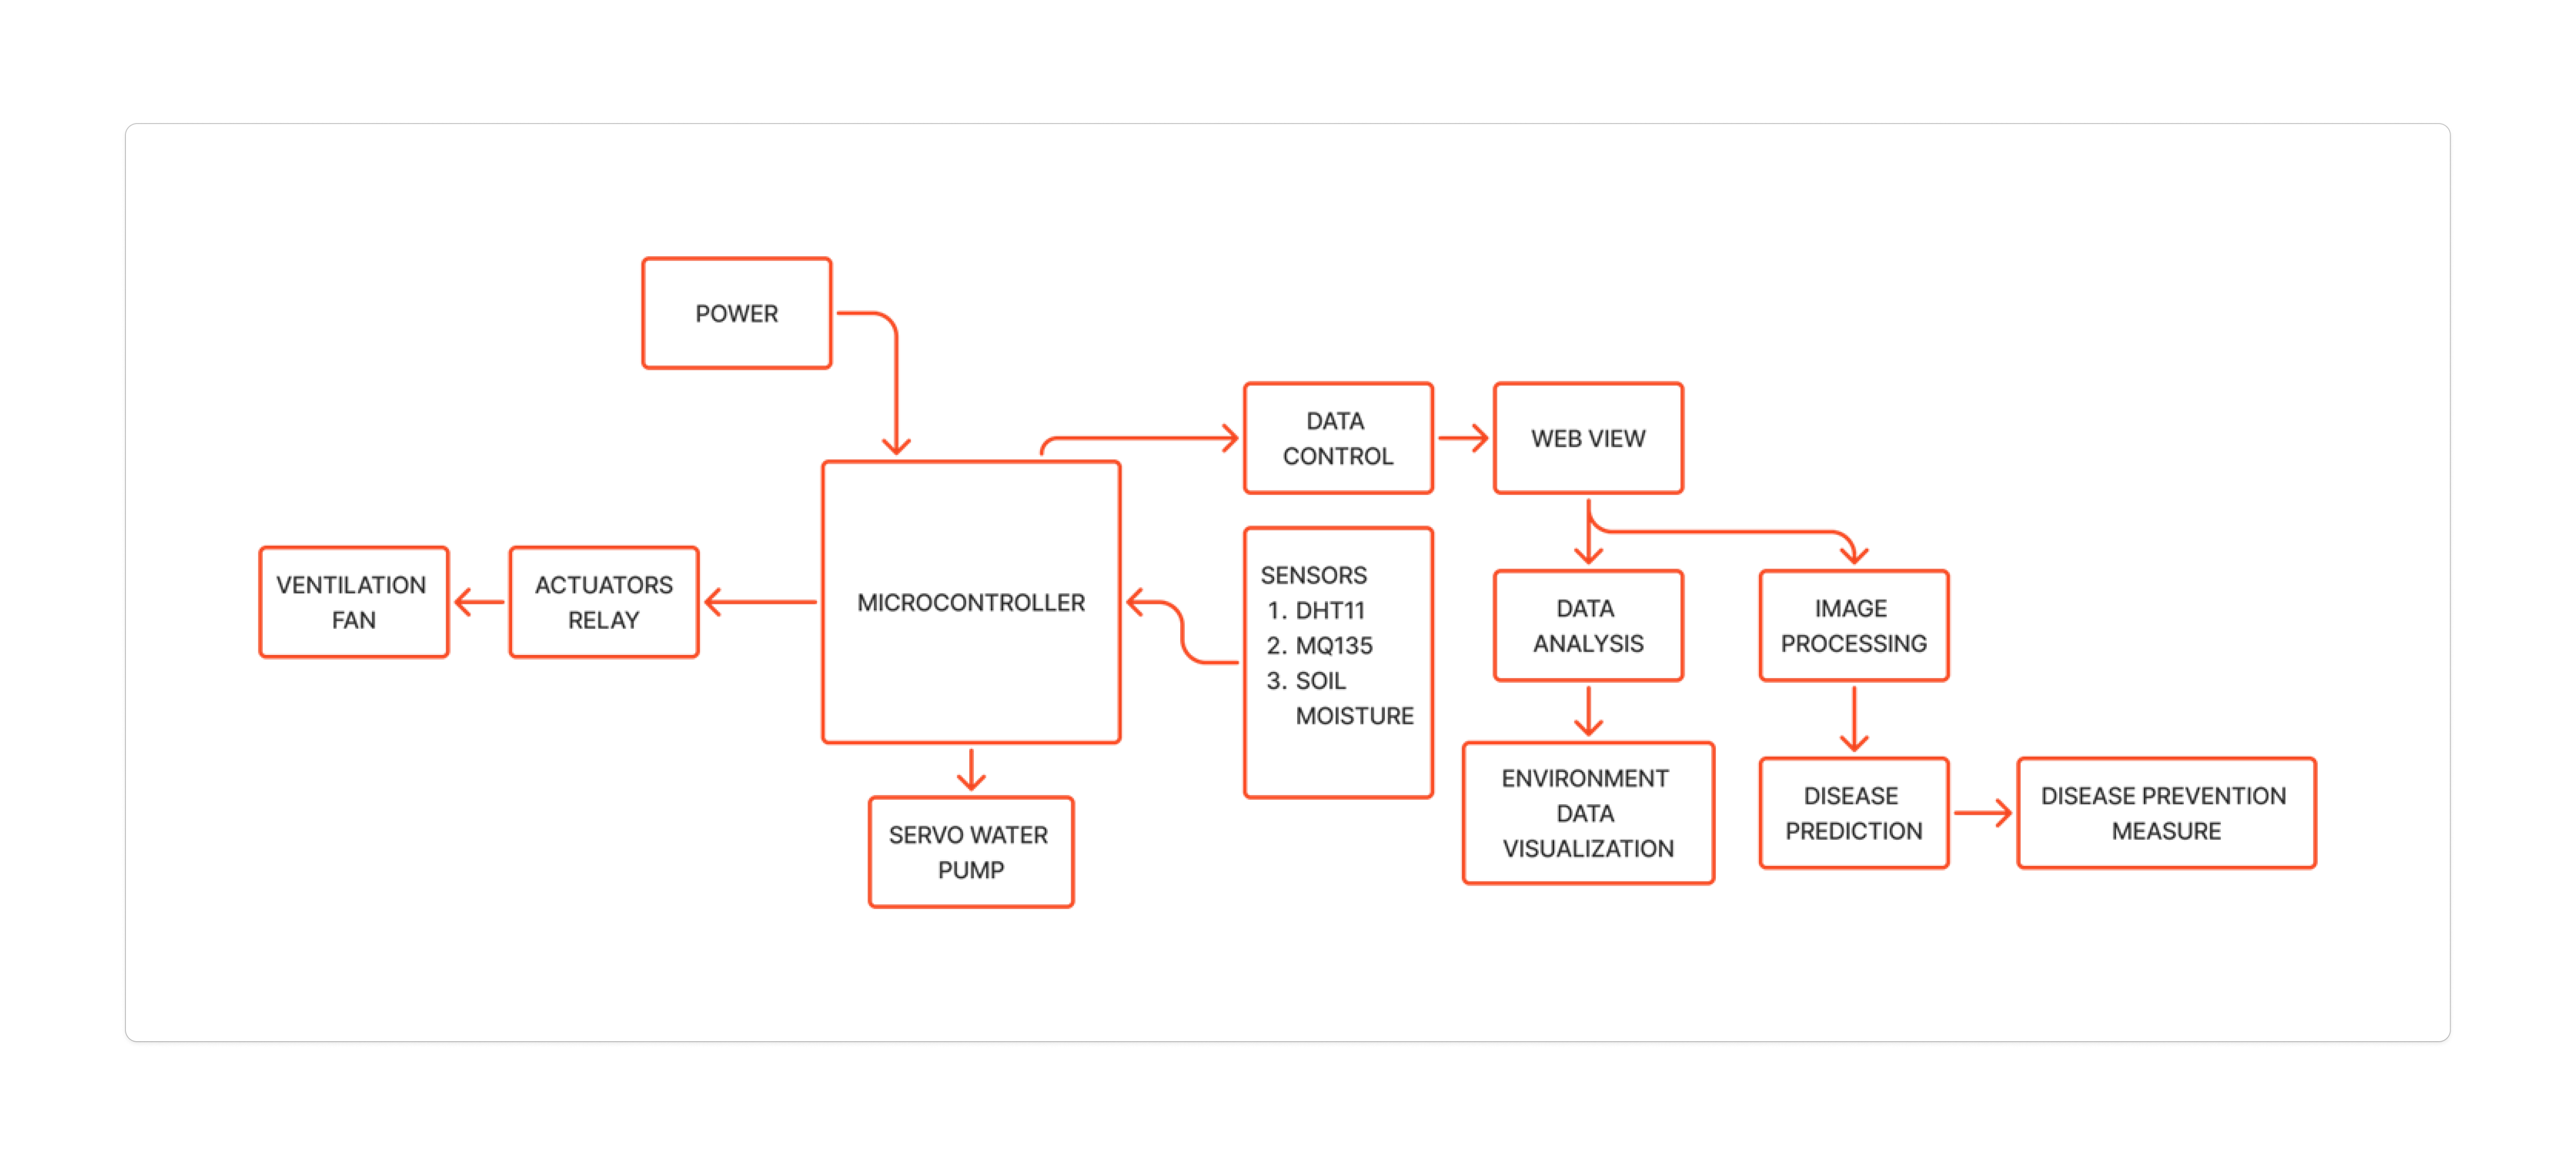 POWER
DATA
CONTROL
WEB VIEW
VENTILATION
FAN
ACTUATORS
RELAY
MICROCONTROLLER
SENSORS
1. DHT11
2. MQ135
3. SOIL
MOISTURE
DATA
ANALYSIS
IMAGE
PROCESSING
SERVO WATER
PUMP
ENVIRONMENT
DATA
VISUALIZATION
DISEASE
PREDICTION
DISEASE PREVENTION
MEASURE